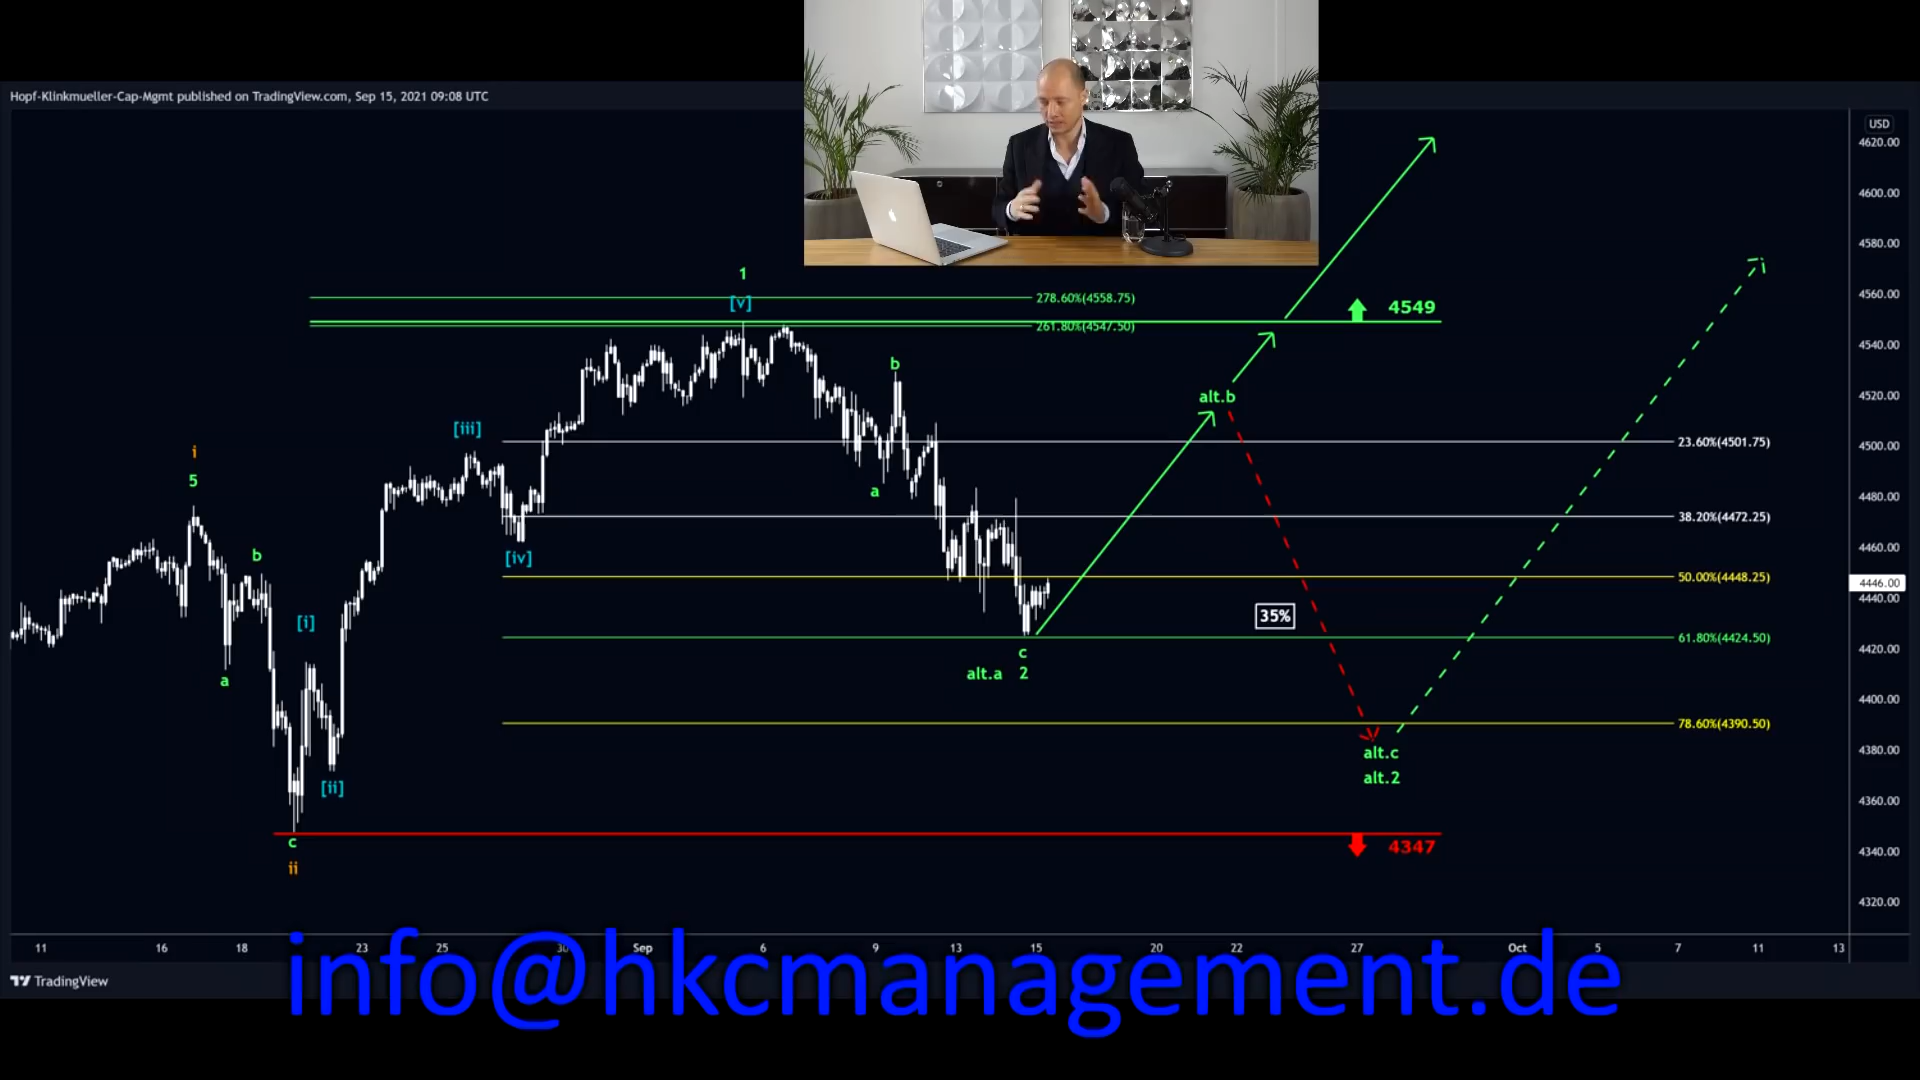 Hopf-Klinkmueller-Cap-Mgmt published on TradingView.com, Sep 15, 2021 09:08 UTC
USD
4620.00
4600.00
4580.00
1
278.60%(4558.75)
4560.00
[v]
4549
261.80%(4547.50)
4540.00
b
alt.b
4520.00
[iii]
23.60%(4501.75)
4500.00
i
5
a
4480.00
38.20%(4472.25)
b
[iv]
4460.00
50.00%(4448.25)
4446.00
4440.00
[i]
35%
61.80%(4424.50)
4420.00
a
c
alt.a 2
4400.00
78.60%(4390.50)
alt.c
4380.00
alt.2
[ii]
4360.00
c
4347
4340.00
ii
4320.00
11 16 18 23 25 30 Sep 6 9 13 15 20 22 27 Oct 5 7 11 13
TradingView
info@hkcmanagement.de